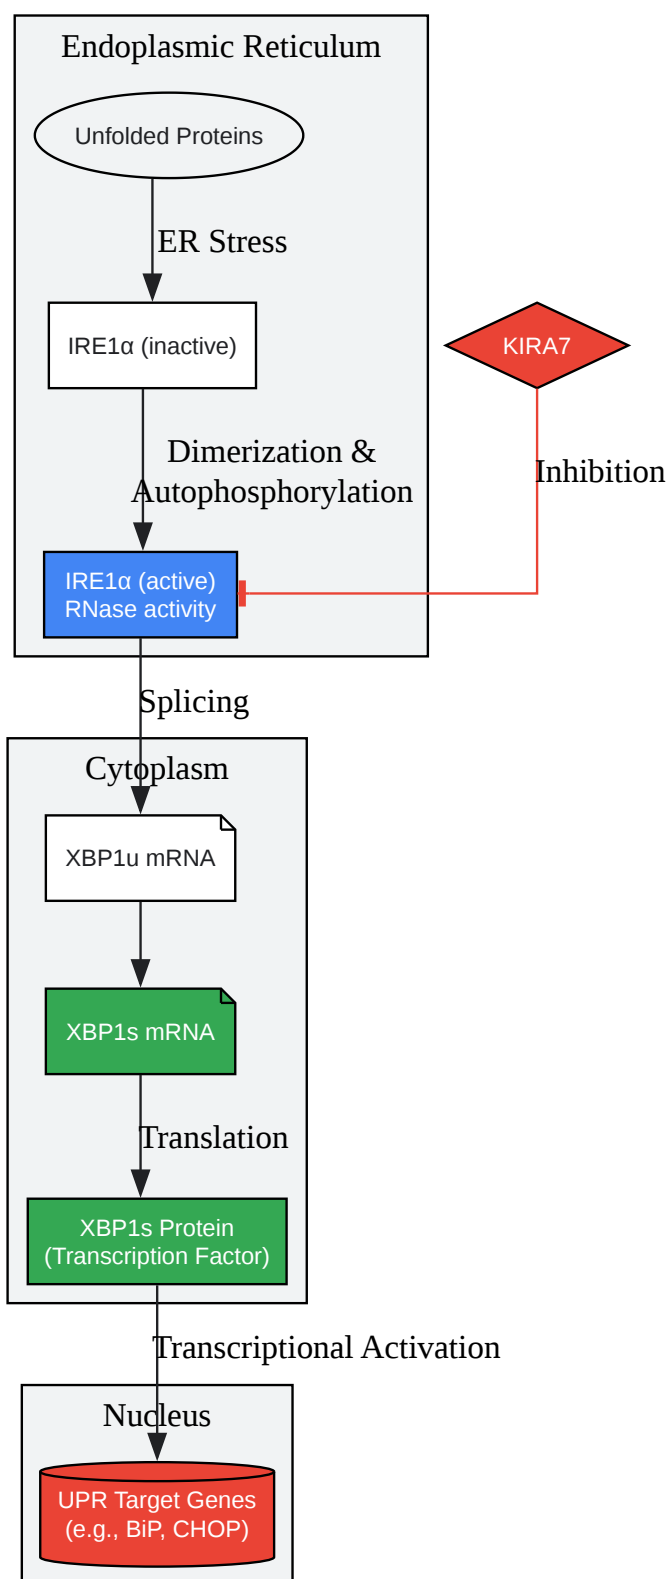 Endoplasmic Reticulum
Unfolded Proteins
ER Stress
IRE1α (inactive)
KIRA7
Dimerization &
Autophosphorylation
Inhibition
IRE1α (active)
RNase activity
Splicing
Cytoplasm
XBP1u mRNA
XBP1s mRNA
Translation
XBP1s Protein
(Transcription Factor)
Transcriptional Activation
Nucleus
UPR Target Genes
(e.g., BiP, CHOP)